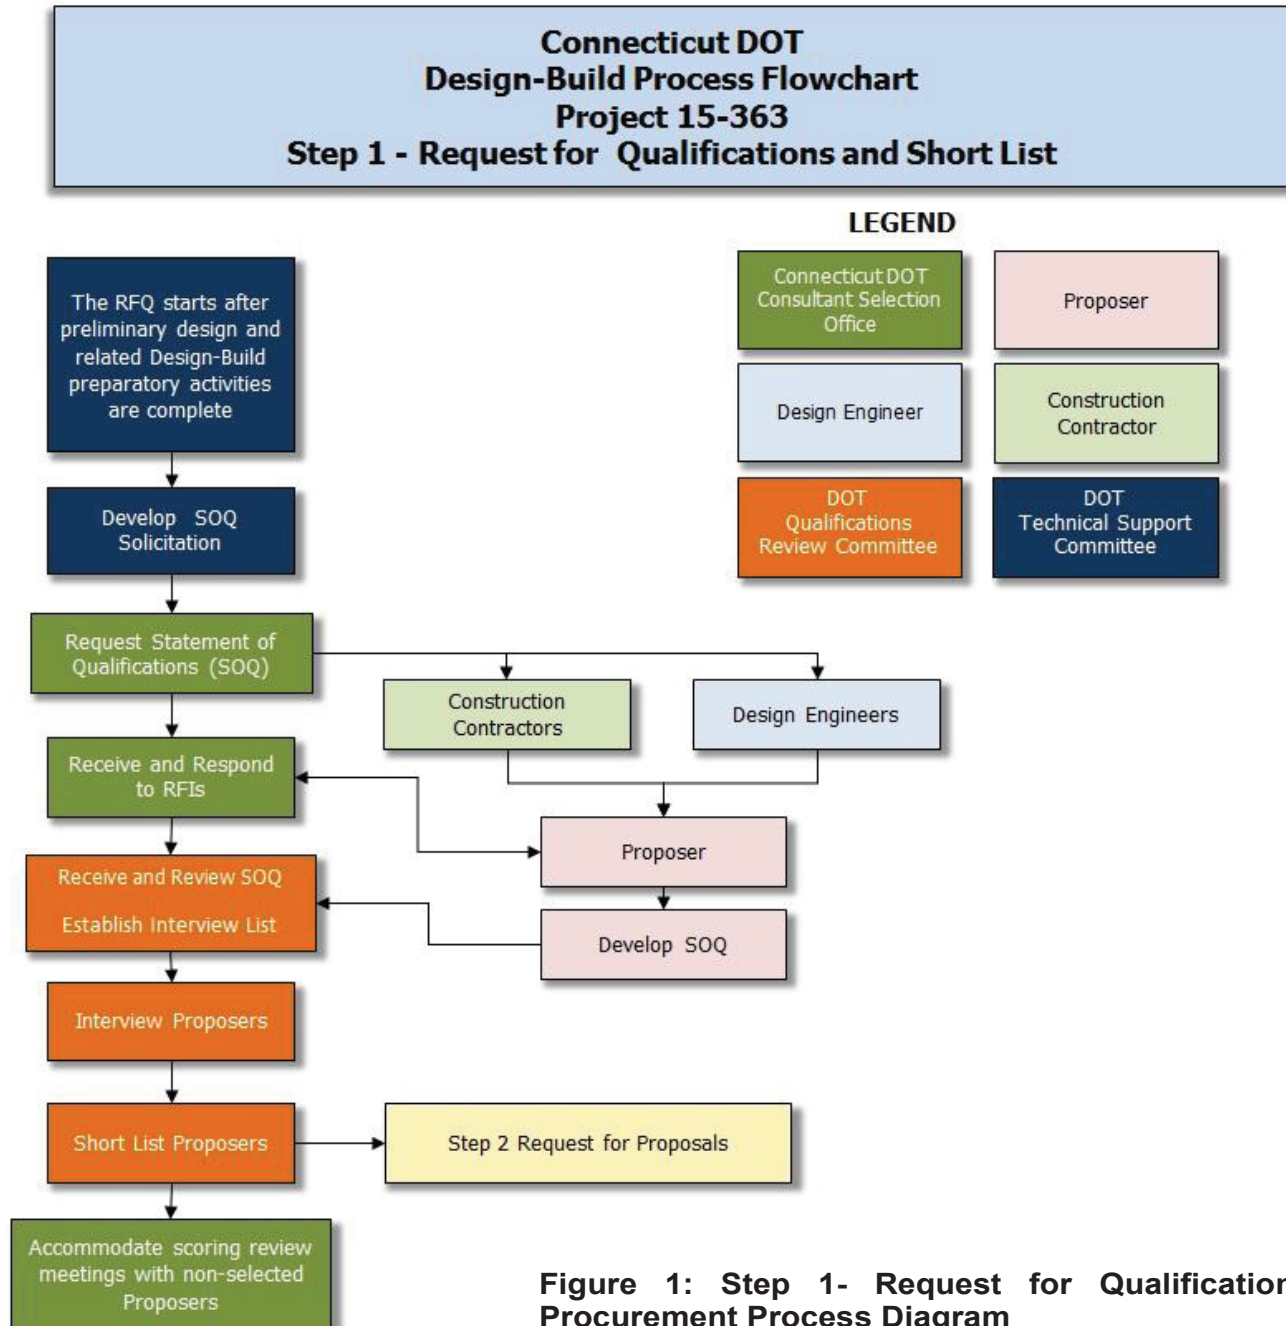 Connecticut DOT
Design-Build Process Flowchart
Project 15-363
Step 1 - Request for Qualifications and Short List
LEGEND
Connecticut DOT
Consultant Selection
Office
Proposer
Design Engineer
Construction
Contractor
DOT
Qualifications
Review Committee
DOT
Technical Support
Committee
The RFQ starts after
preliminary design and
related Design-Build
preparatory activities
are complete
Develop SOQ
Solicitation
Request Statement of
Qualifications (SOQ)
Construction
Contractors
Design Engineers
Receive and Respond
to RFIs
Proposer
Receive and Review SOQ
Establish Interview List
Develop SOQ
Interview Proposers
Short List Proposers
Step 2 Request for Proposals
Accommodate scoring review
meetings with non-selected
Proposers
Figure 1: Step 1- Request for Qualification
Procurement Process Diagram